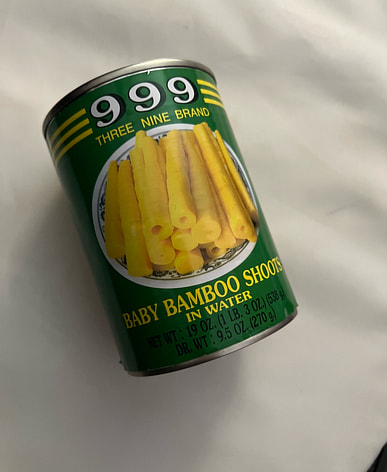 999
THREE NINE BRAND
BABY BAMBOO SHOOTS
IN WATER
NET WT : 19 OZ. (1 LB. 3 OZ.) (538 g.)
DR. WT : 9.5 OZ. (270 g.)